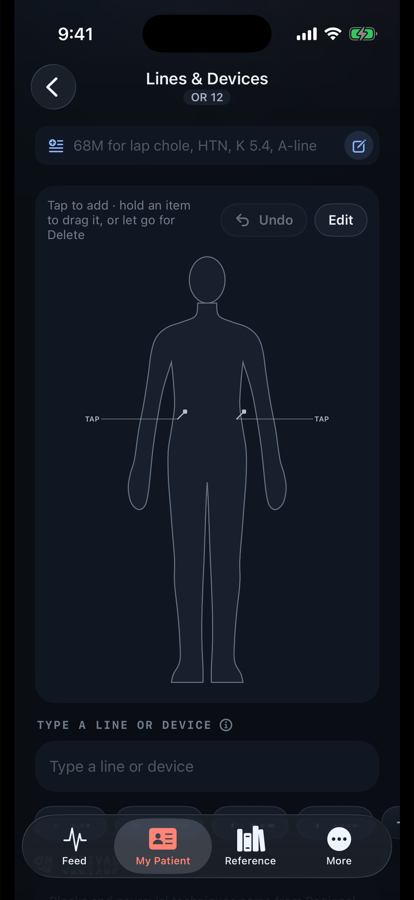 9:41
Lines & Devices
OR 12
68M for lap chole, HTN, K 5.4, A-line
Tap to add · hold an item
to drag it, or let go for
Delete
Undo
Edit
TAP
TAP
TYPE A LINE OR DEVICE
Type a line or device
Feed
My Patient
Reference
More